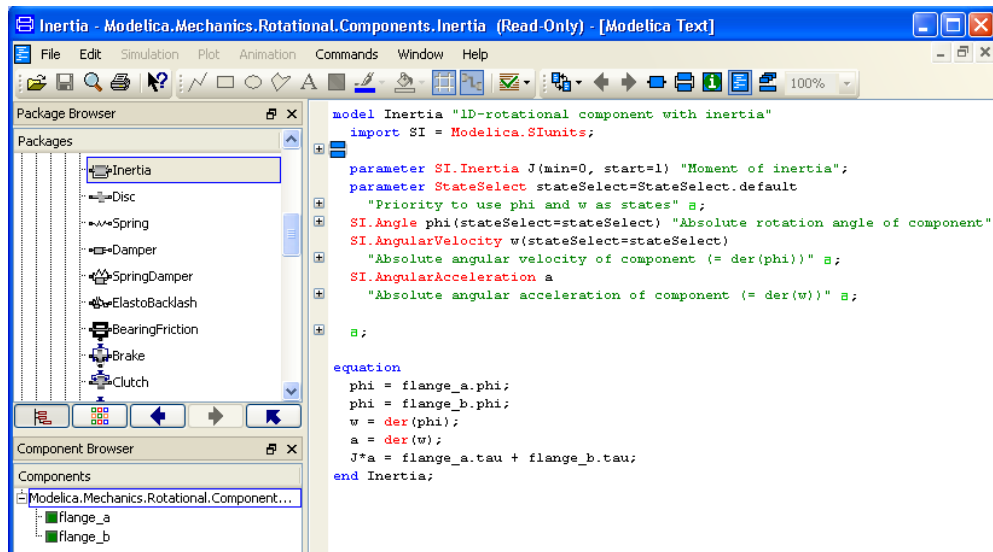 Inertia - Modelica.Mechanics.Rotational.Components.Inertia (Read-Only) - [Modelica Text]
File Edit Simulation Plot Animation Commands Window Help
100%
Package Browser
Packages
Inertia
Disc
Spring
Damper
SpringDamper
ElastoBacklash
BearingFriction
Brake
Clutch
Component Browser
Components
Modelica.Mechanics.Rotational.Component...
flange_a
flange_b
model Inertia "1D-rotational component with inertia"
import SI = Modelica.SIunits;
parameter SI.Inertia J(min=0, start=1) "Moment of inertia";
parameter StateSelect stateSelect=StateSelect.default
"Priority to use phi and w as states" a;
SI.Angle phi(stateSelect=stateSelect) "Absolute rotation angle of component"
SI.AngularVelocity w(stateSelect=stateSelect)
"Absolute angular velocity of component (= der(phi))" a;
SI.AngularAcceleration a
"Absolute angular acceleration of component (= der(w))" a;
a;
equation
phi = flange_a.phi;
phi = flange_b.phi;
w = der(phi);
a = der(w);
J*a = flange_a.tau + flange_b.tau;
end Inertia;